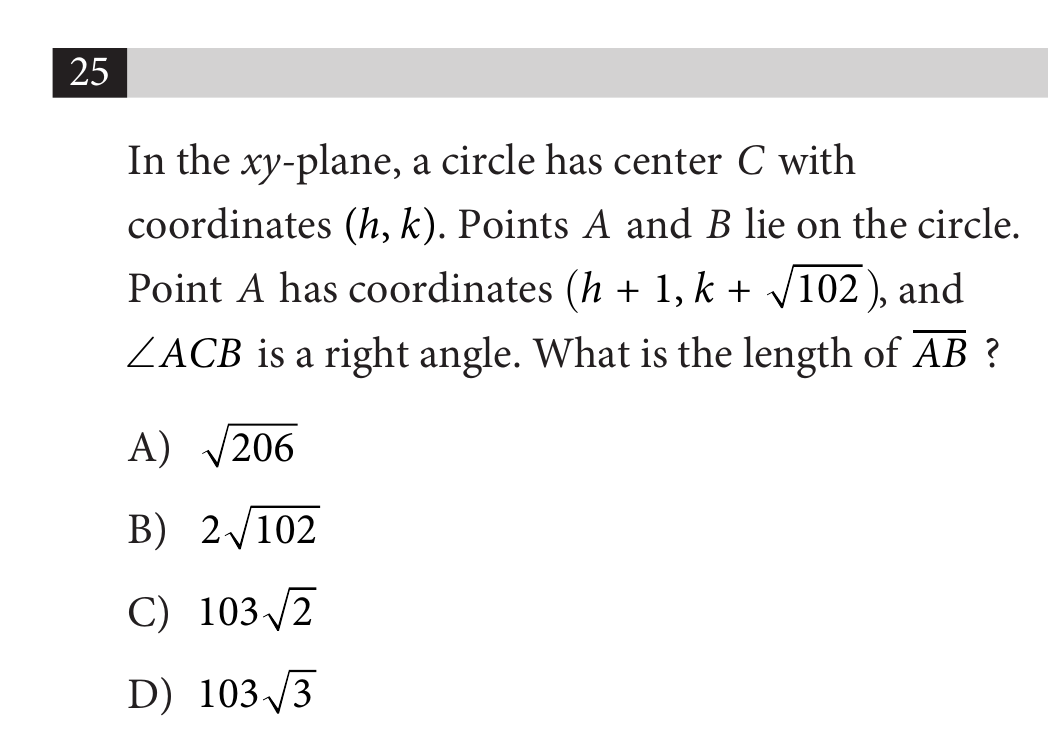 25
In the xy-plane, a circle has center C with
coordinates (h, k). Points A and B lie on the circle.
Point A has coordinates (h + 1, k + √102), and
∠ACB is a right angle. What is the length of A̅B̅ ?
A) √206
B) 2√102
C) 103√2
D) 103√3